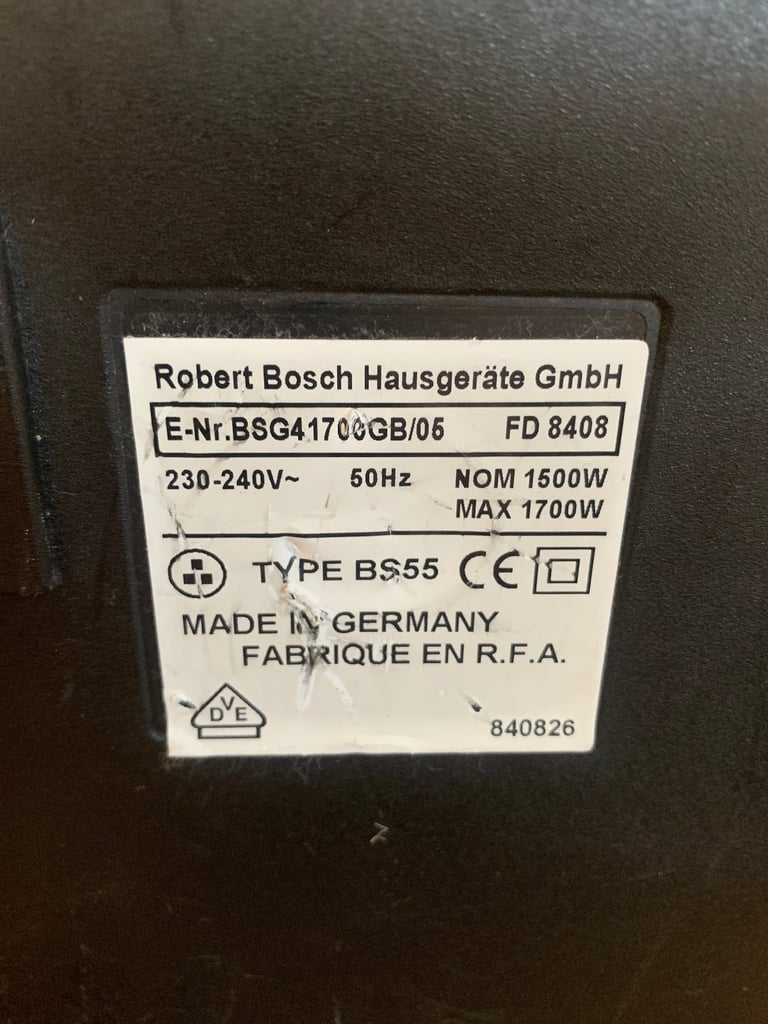 Robert Bosch Hausgeräte GmbH
E-Nr.BSG41700GB/05 FD 8408
230-240V~ 50Hz NOM 1500W
MAX 1700W
TYPE BS55 CE
MADE IN GERMANY
FABRIQUE EN R.F.A.
DVE
840826